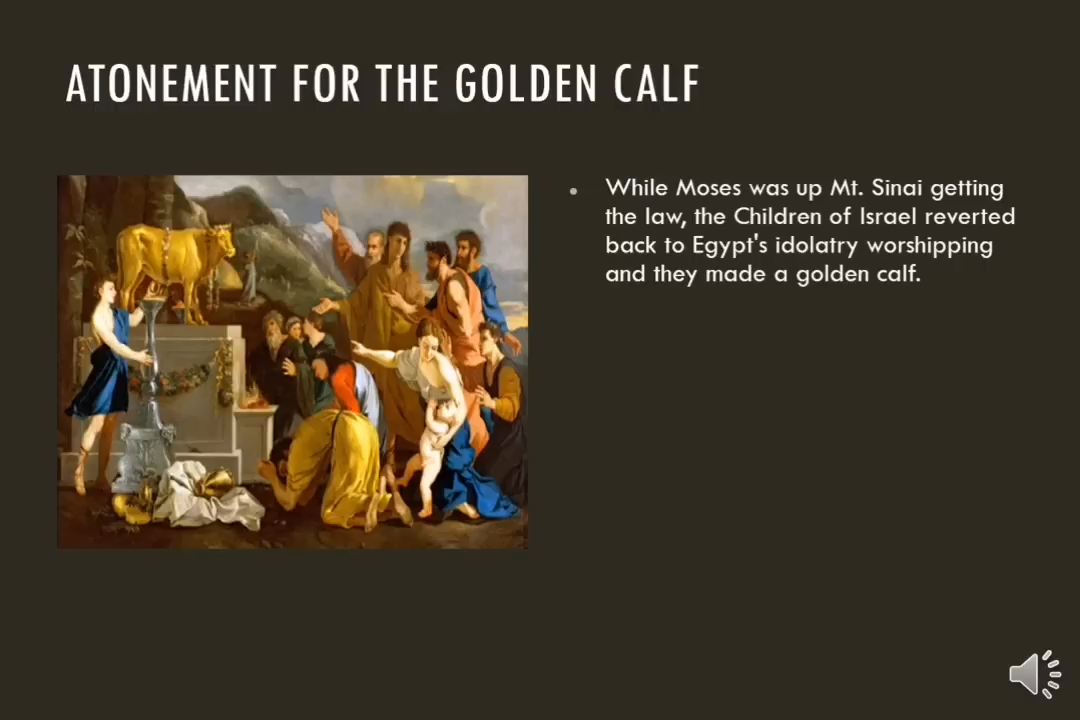 ATONEMENT FOR THE GOLDEN CALF
• While Moses was up Mt. Sinai getting
the law, the Children of Israel reverted
back to Egypt's idolatry worshipping
and they made a golden calf.